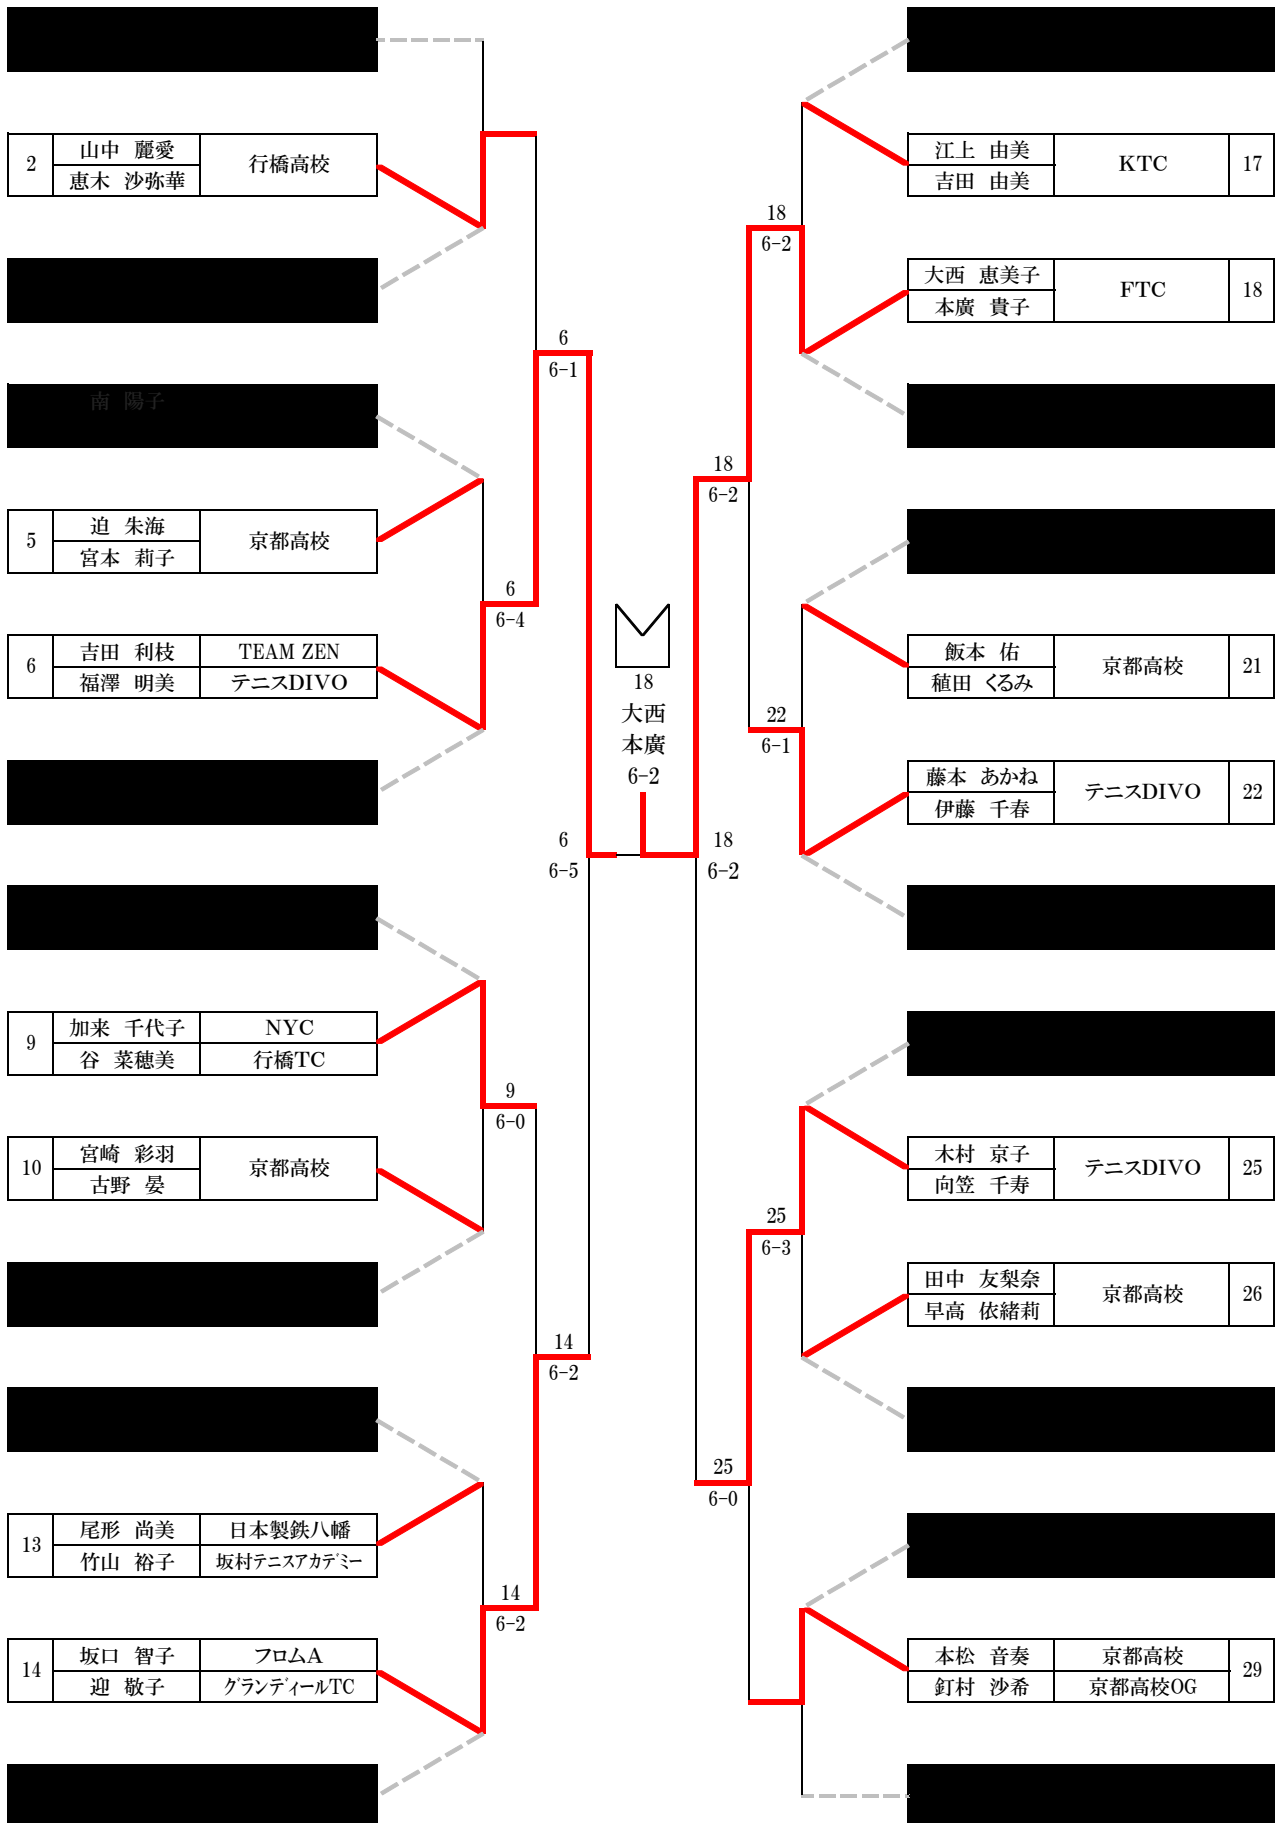 2 山中 麗愛 行橋高校
恵木 沙弥華
南 陽子
5 迫 朱海 京都高校
宮本 莉子
6 吉田 利枝 TEAM ZEN
福澤 明美 テニスDIVO
9 加来 千代子 NYC
谷 菜穂美 行橋TC
10 宮崎 彩羽 京都高校
古野 晏
13 尾形 尚美 日本製鉄八幡
竹山 裕子 坂村テニスアカデミー
14 坂口 智子 フロムA
迎 敬子 グランディールTC
6
6-1
6
6-4
6
6-5
9
6-0
14
6-2
14
6-2
18
大西
本廣
6-2
18
6-2
18
6-2
22
6-1
18
6-2
25
6-3
25
6-0
江上 由美 KTC 17
吉田 由美
大西 恵美子 FTC 18
本廣 貴子
飯本 佑 京都高校 21
稙田 くるみ
藤本 あかね テニスDIVO 22
伊藤 千春
木村 京子 テニスDIVO 25
向笠 千寿
田中 友梨奈 京都高校 26
早高 依緒莉
本松 音奏 京都高校 29
釘村 沙希 京都高校OG